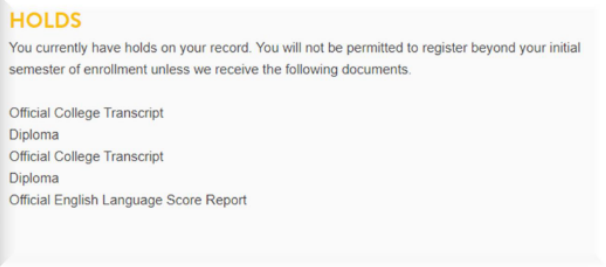 HOLDS
You currently have holds on your record. You will not be permitted to register beyond your initial
semester of enrollment unless we receive the following documents.
Official College Transcript
Diploma
Official College Transcript
Diploma
Official English Language Score Report